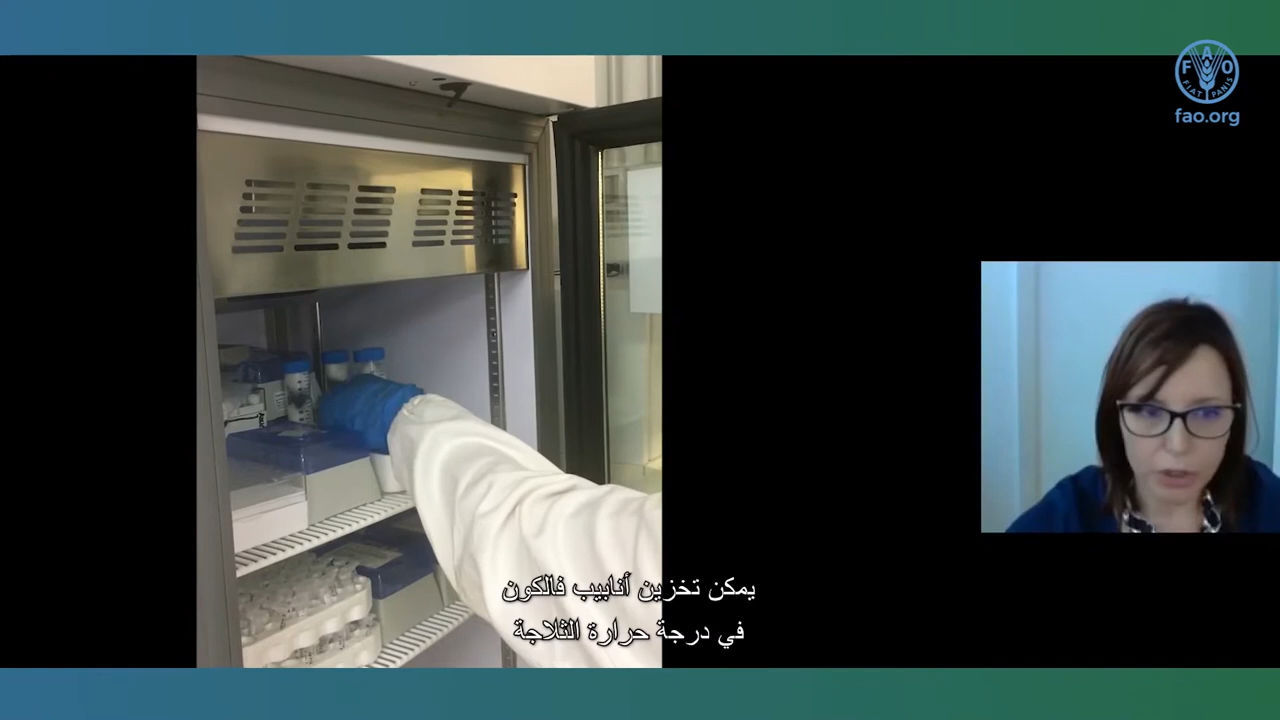 FAO
FIAT PANIS
fao.org
يمكن تخزين أنابيب فالكون
في درجة حرارة الثلاجة